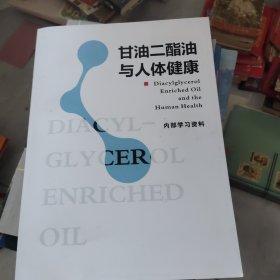 甘油二酯油
与人体健康
Diacylglycerol
Enriched Oil
and the
Human Health
内部学习资料
DIACYL—
GLYCEROL
ENRICHED
OIL